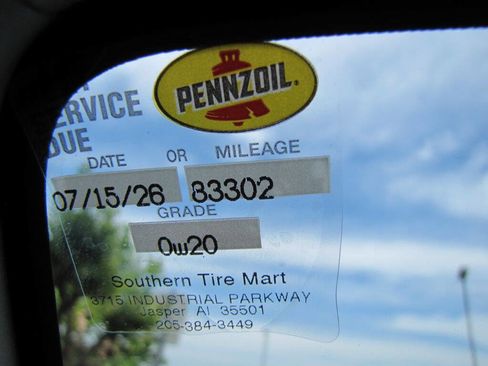 SERVICE
DUE
PENNZOIL®
DATE OR MILEAGE
07/15/26 83302
GRADE
0w20
Southern Tire Mart
3715 INDUSTRIAL PARKWAY
Jasper Al 35501
205-384-3449